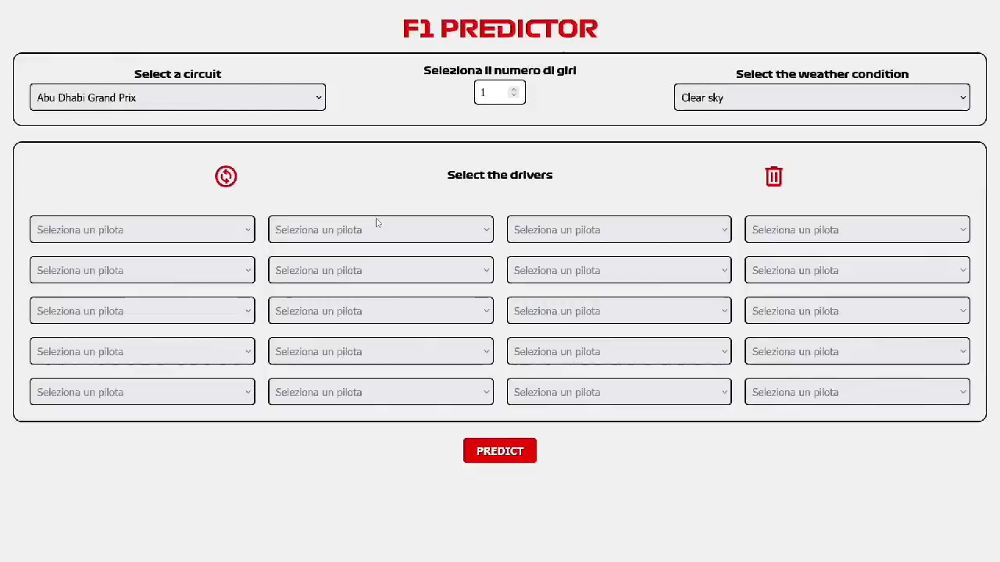 F1 PREDICTOR
Select a circuit
Seleziona il numero di giri
Select the weather condition
Abu Dhabi Grand Prix
1
Clear sky
Select the drivers
Seleziona un pilota Seleziona un pilota Seleziona un pilota Seleziona un pilota
Seleziona un pilota Seleziona un pilota Seleziona un pilota Seleziona un pilota
Seleziona un pilota Seleziona un pilota Seleziona un pilota Seleziona un pilota
Seleziona un pilota Seleziona un pilota Seleziona un pilota Seleziona un pilota
Seleziona un pilota Seleziona un pilota Seleziona un pilota Seleziona un pilota
PREDICT